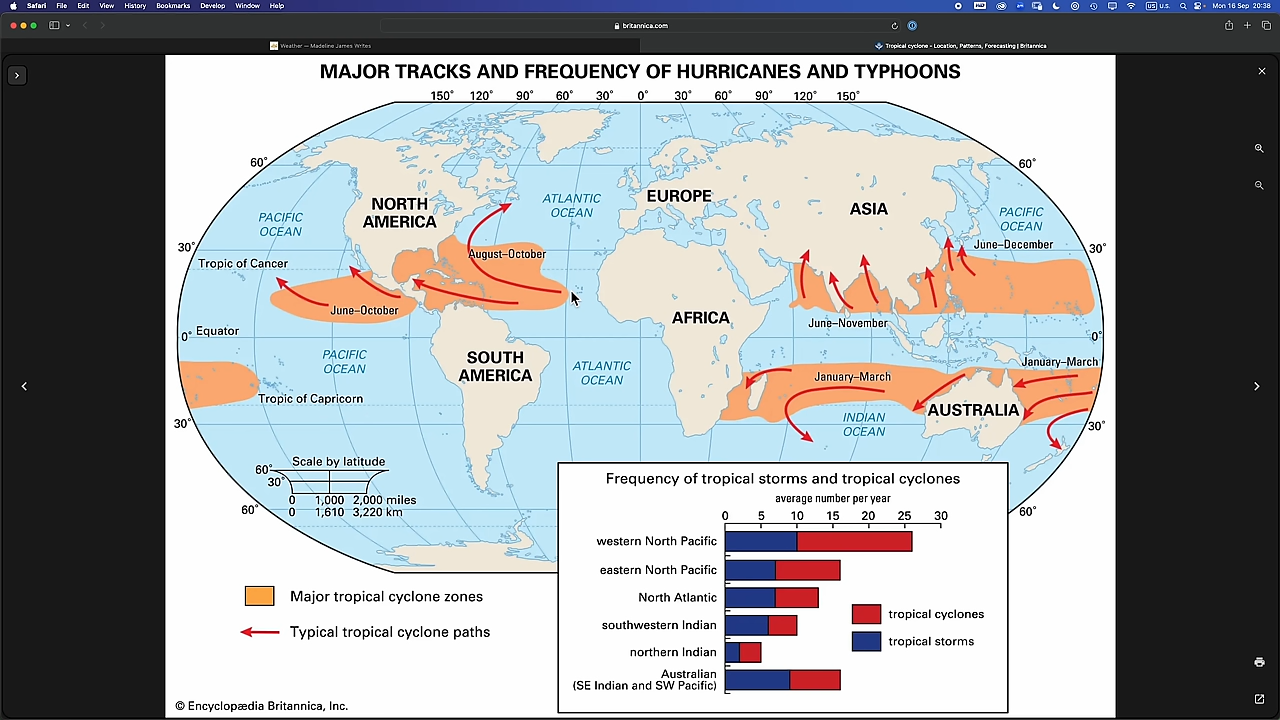 Safari File Edit View History Bookmarks Develop Window Help
U.S. Mon 16 Sep 20:38
britannica.com
Weather — Madeline James Writes
Tropical cyclone - Location, Patterns, Forecasting | Britannica
MAJOR TRACKS AND FREQUENCY OF HURRICANES AND TYPHOONS
150° 120° 90° 60° 30° 0° 30° 60° 90° 120° 150°
60° 60°
NORTH
AMERICA
ATLANTIC
OCEAN
EUROPE
ASIA
PACIFIC
OCEAN
PACIFIC
OCEAN
30° 30°
Tropic of Cancer
August–October
June–December
June–October
AFRICA
June–November
0° Equator 0°
PACIFIC
OCEAN
SOUTH
AMERICA
ATLANTIC
OCEAN
January–March
January–March
Tropic of Capricorn
INDIAN
OCEAN
AUSTRALIA
30° 30°
Scale by latitude
60°
30°
0 1,000 2,000 miles
0 1,610 3,220 km
60° 60°
Frequency of tropical storms and tropical cyclones
average number per year
0 5 10 15 20 25 30
western North Pacific
eastern North Pacific
North Atlantic
southwestern Indian
northern Indian
Australian
(SE Indian and SW Pacific)
tropical cyclones
tropical storms
Major tropical cyclone zones
Typical tropical cyclone paths
© Encyclopædia Britannica, Inc.